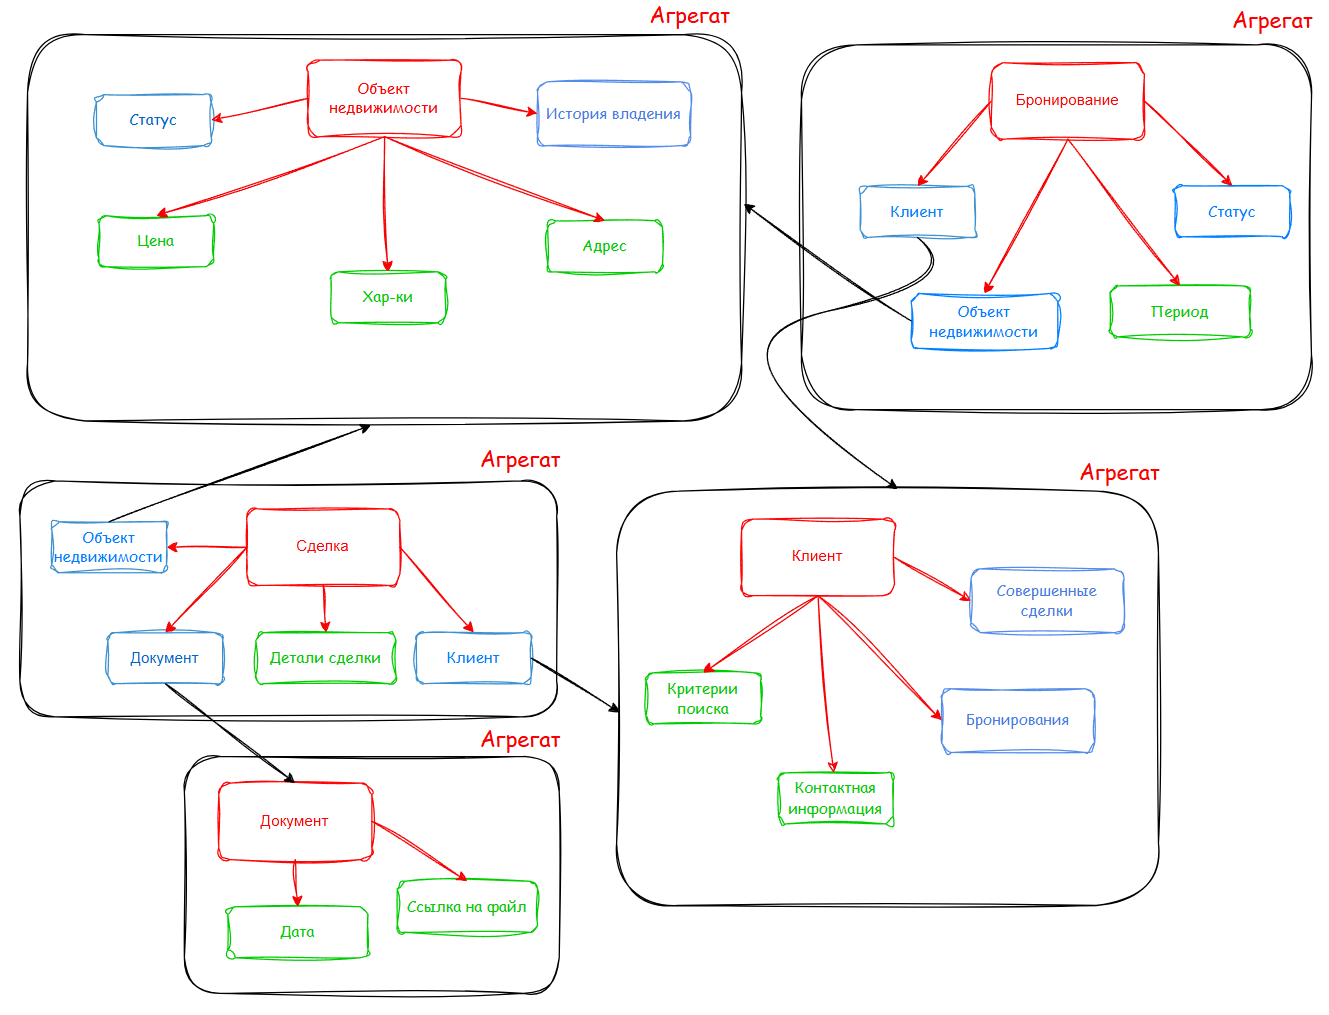 Агрегат
Объект
недвижимости
Статус
История владения
Цена
Адрес
Хар-ки
Агрегат
Бронирование
Клиент
Статус
Объект
недвижимости
Период
Агрегат
Объект
недвижимости
Сделка
Документ
Детали сделки
Клиент
Агрегат
Клиент
Совершенные
сделки
Критерии
поиска
Бронирования
Контактная
информация
Агрегат
Документ
Ссылка на файл
Дата